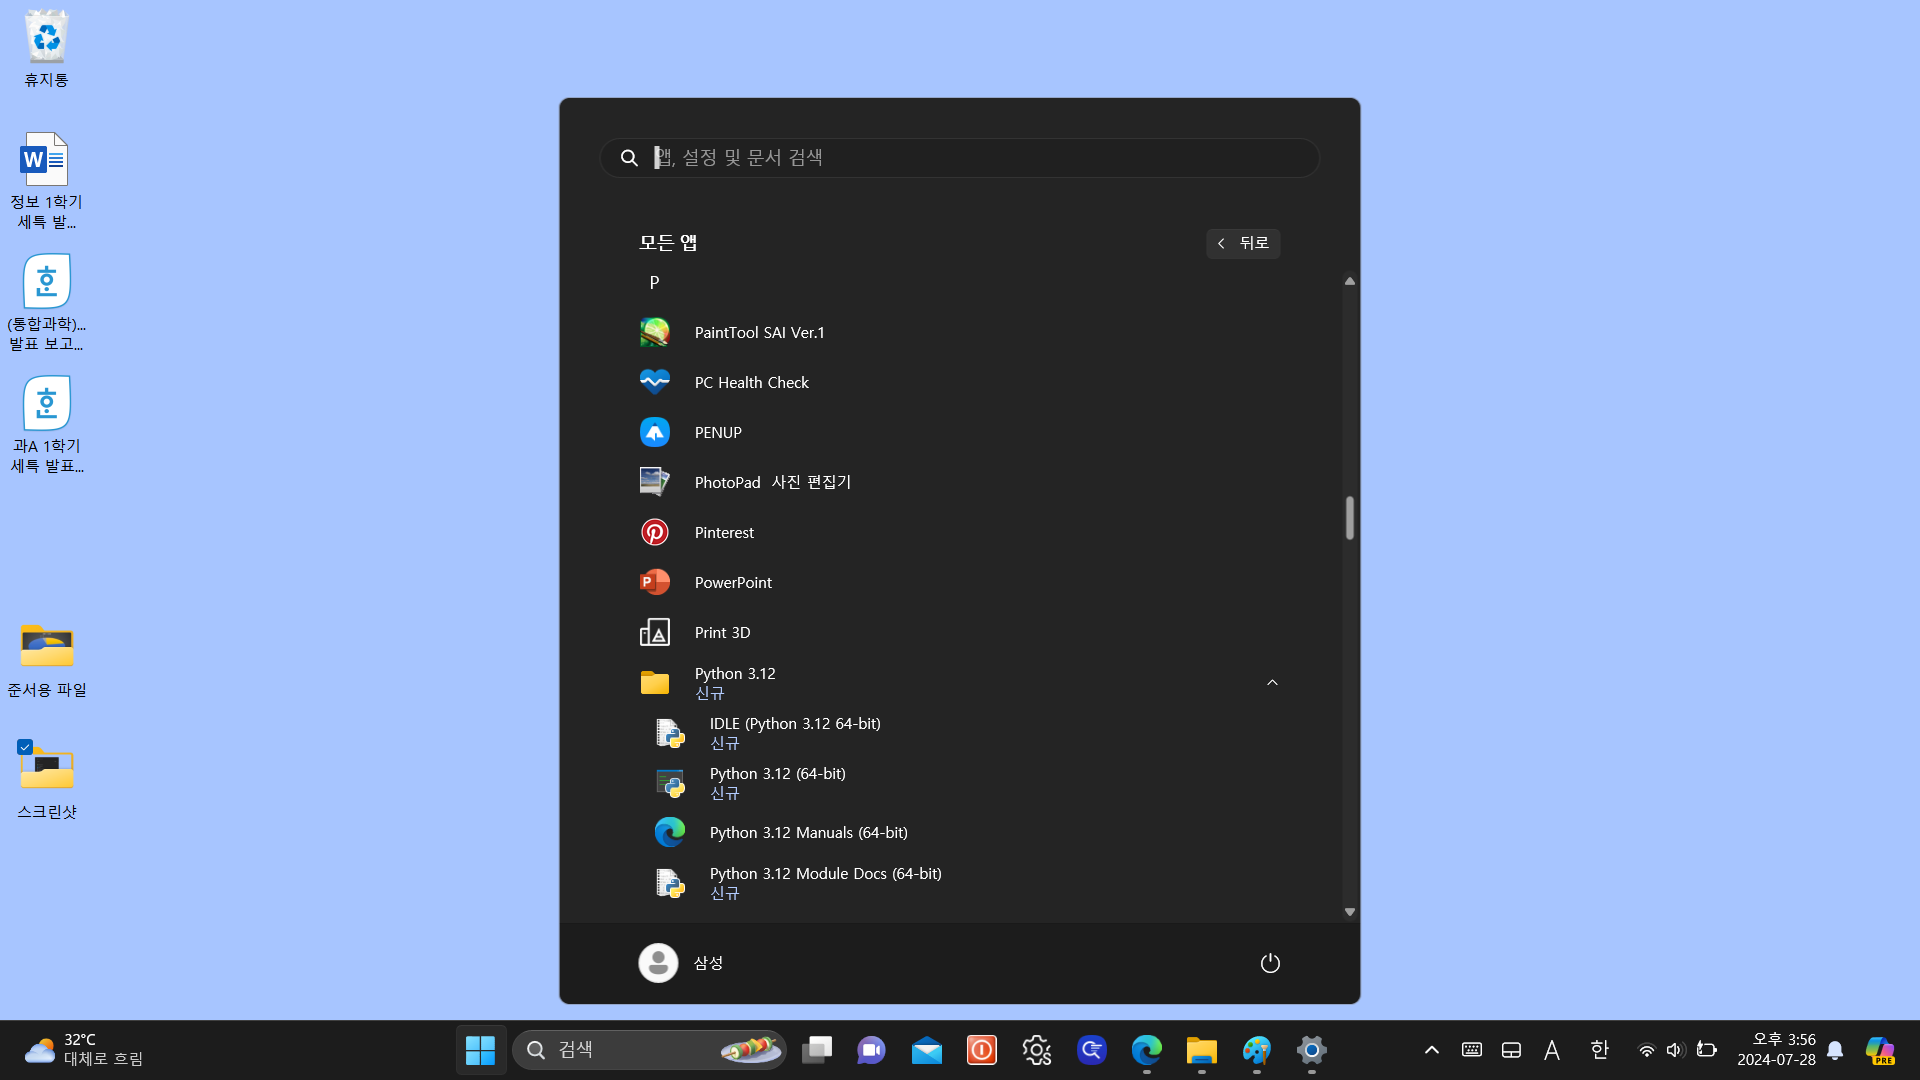 휴지통
정보 1학기
세특 발...
(통합과학)...
발표 보고...
과A 1학기
세특 발표...
준서용 파일
스크린샷
앱, 설정 및 문서 검색
모든 앱
뒤로
P
PaintTool SAI Ver.1
PC Health Check
PENUP
PhotoPad 사진 편집기
Pinterest
PowerPoint
Print 3D
Python 3.12
신규
IDLE (Python 3.12 64-bit)
신규
Python 3.12 (64-bit)
신규
Python 3.12 Manuals (64-bit)
Python 3.12 Module Docs (64-bit)
신규
삼성
32°C
대체로 흐림
검색
A
한
오후 3:56
2024-07-28
PRE